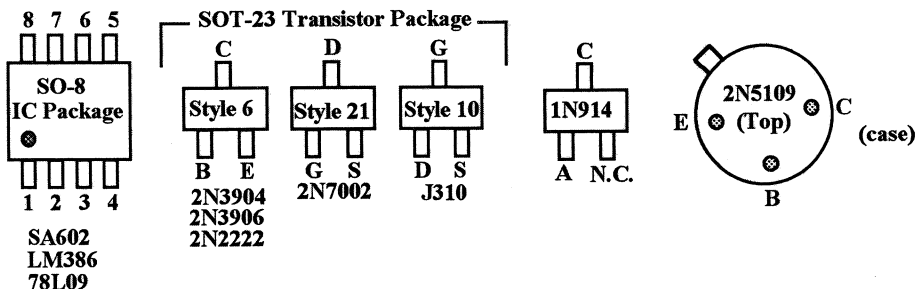 8 7 6 5
SO-8
IC Package
1 2 3 4
SA602
LM386
78L09
SOT-23 Transistor Package
C
Style 6
B E
2N3904
2N3906
2N2222
D
Style 21
G S
2N7002
G
Style 10
D S
J310
C
1N914
A N.C.
2N5109
(Top)
E
C
B
(case)